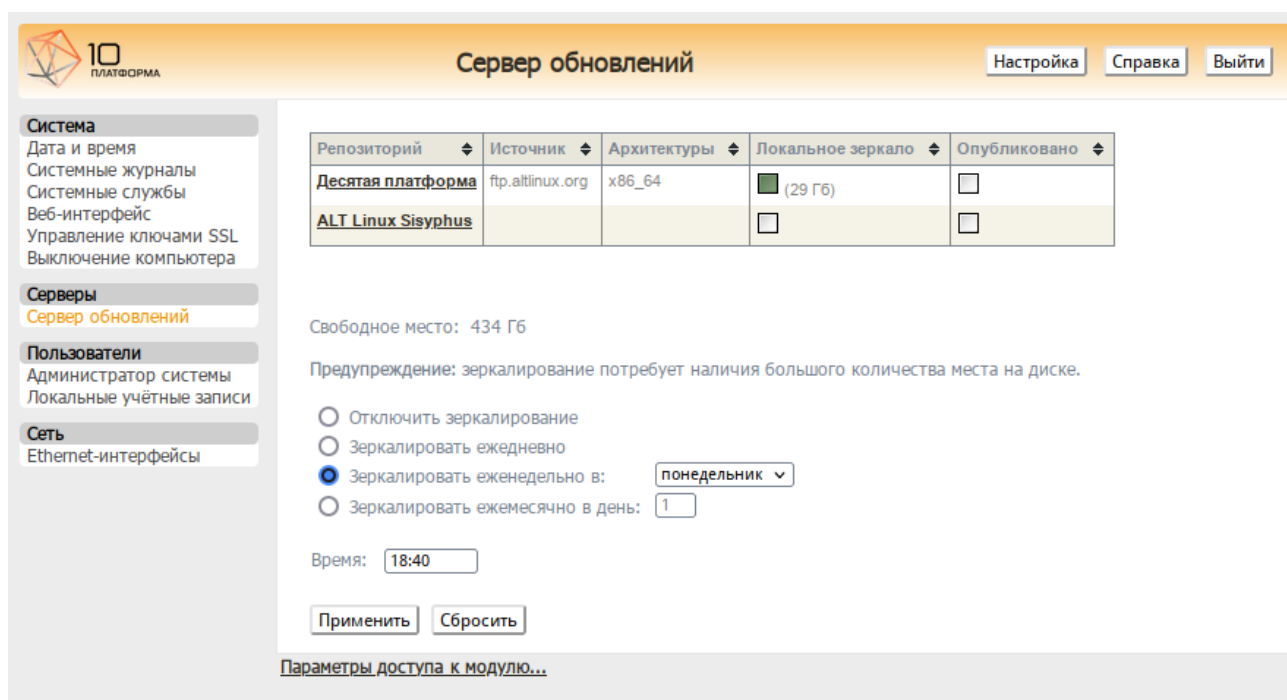 10
ПЛАТФОРМА
Сервер обновлений
Настройка
Справка
Выйти
Система
Дата и время
Системные журналы
Системные службы
Веб-интерфейс
Управление ключами SSL
Выключение компьютера
Серверы
Сервер обновлений
Пользователи
Администратор системы
Локальные учётные записи
Сеть
Ethernet-интерфейсы
Репозиторий Источник Архитектуры Локальное зеркало Опубликовано
Десятая платформа ftp.altlinux.org x86_64 (29 Гб)
ALT Linux Sisyphus
Свободное место: 434 Гб
Предупреждение: зеркалирование потребует наличия большого количества места на диске.
Отключить зеркалирование
Зеркалировать ежедневно
Зеркалировать еженедельно в: понедельник
Зеркалировать ежемесячно в день: 1
Время: 18:40
Применить Сбросить
Параметры доступа к модулю...